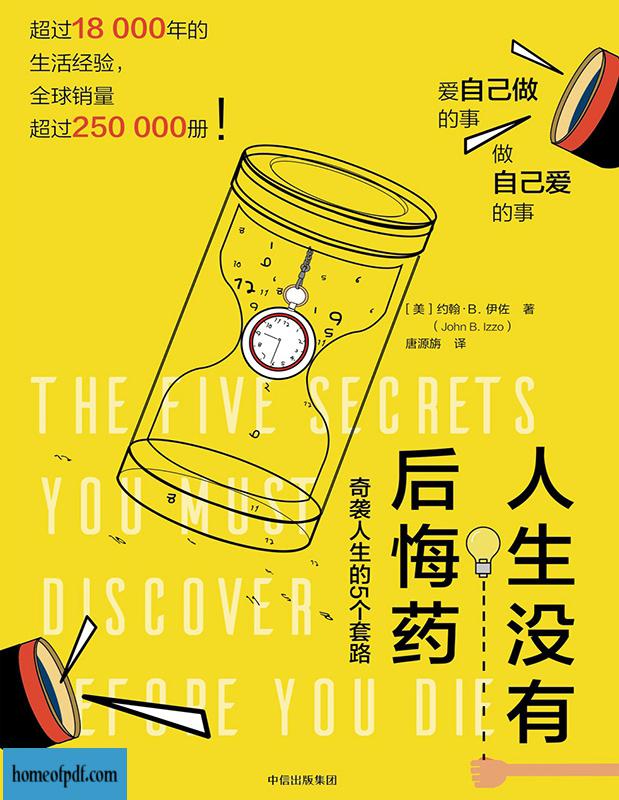 超过18 000年的
生活经验，
全球销量
超过250 000册！
爱自己做
的事
做
自己爱
的事
[美]约翰·B.伊佐 著
（John B. Izzo）
唐源旃 译
THE FIVE SECRETS
YOU MUST
DISCOVER
BEFORE YOU DIE
人生没有
后悔药
奇袭人生的5个套路
中信出版集团
homeofpdf.com